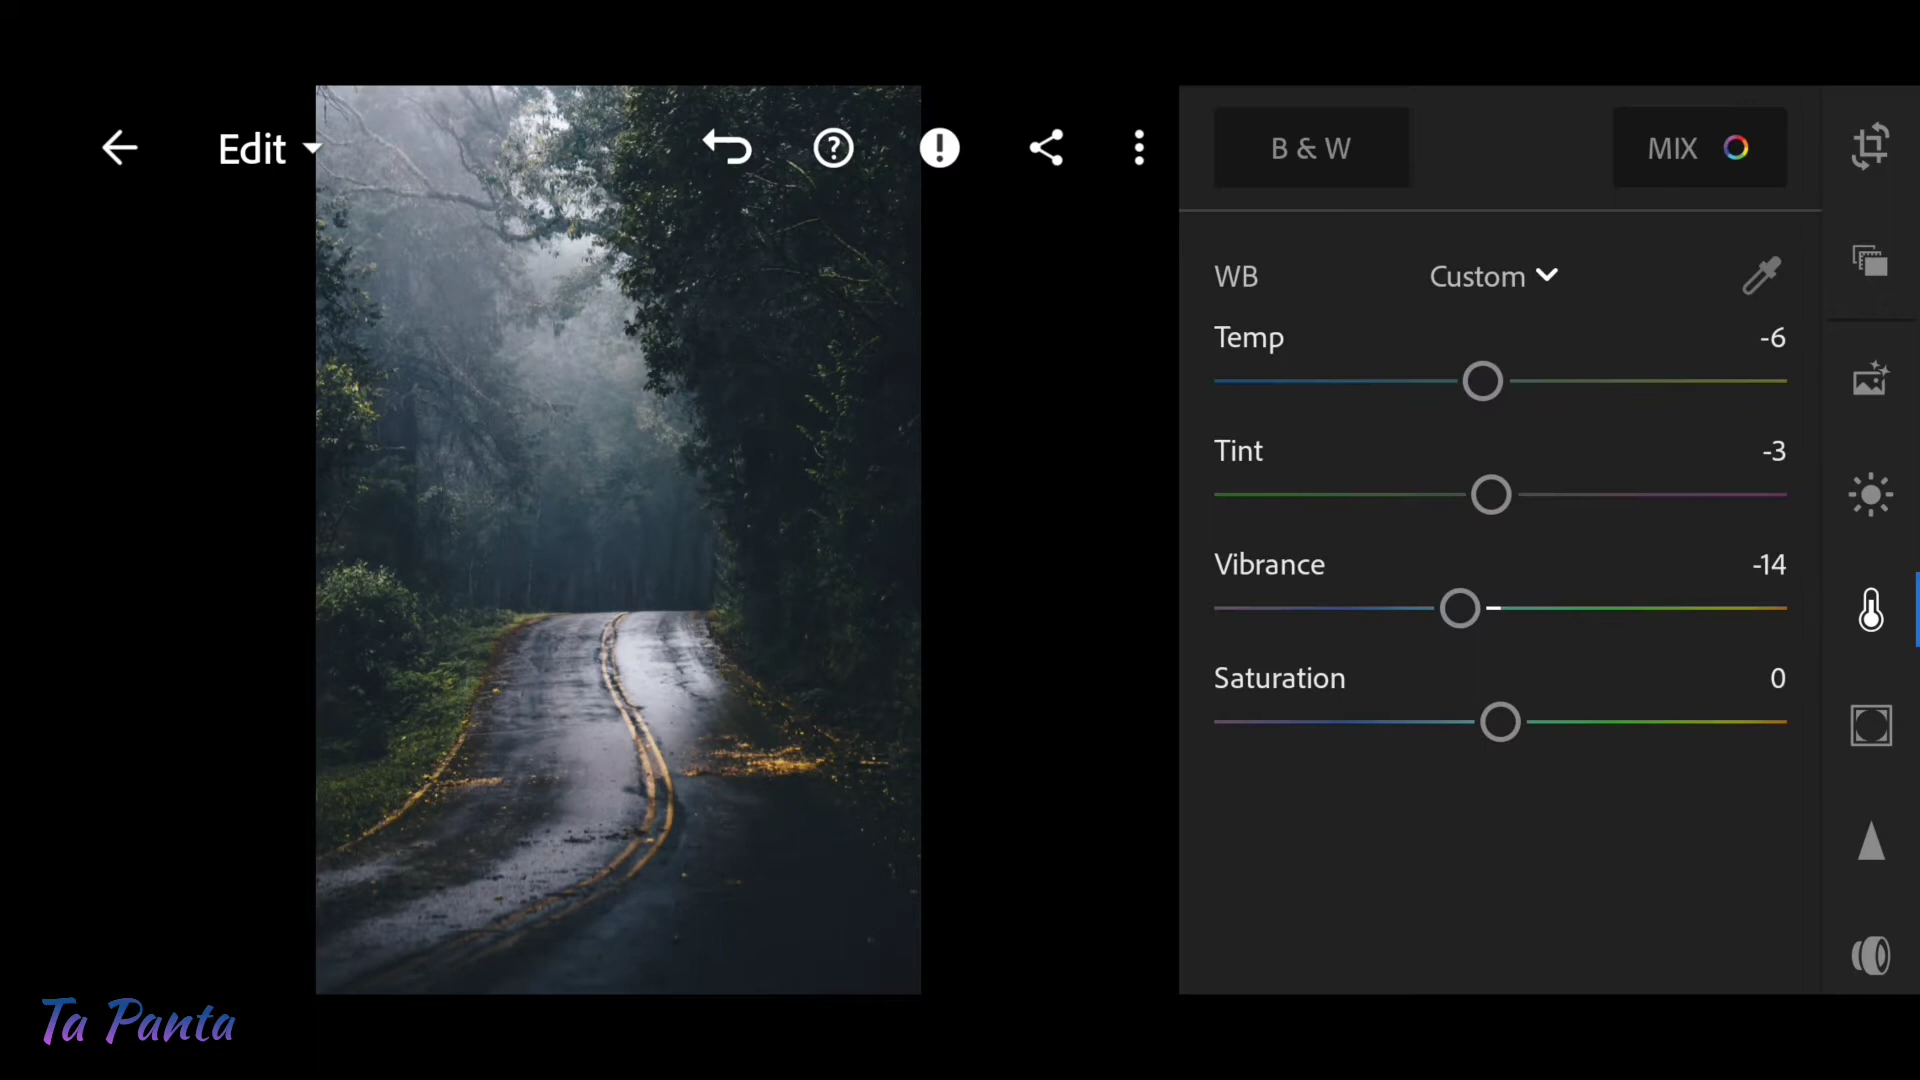 Edit
B & W
MIX
WB
Custom
Temp
-6
Tint
-3
Vibrance
-14
Saturation
0
Ta Panta